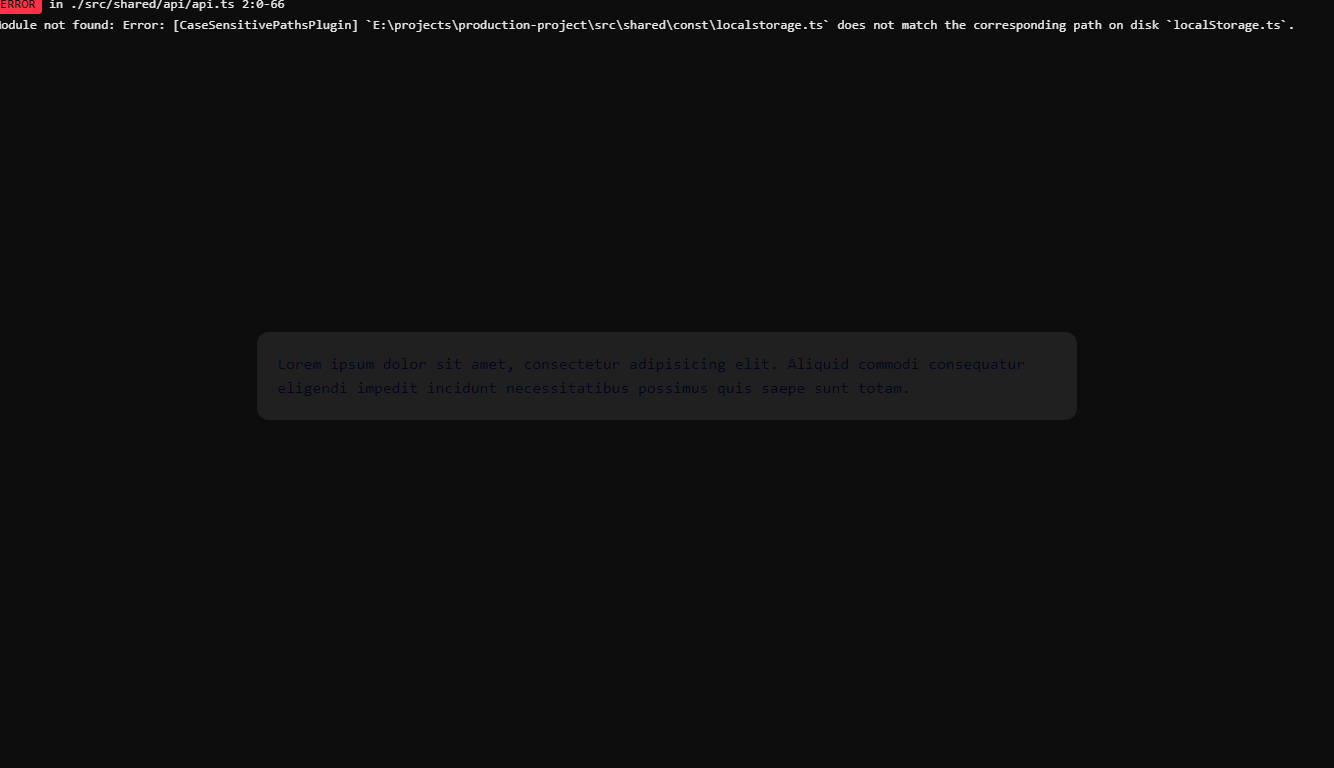 ERROR in ./src/shared/api/api.ts 2:0-66
Module not found: Error: [CaseSensitivePathsPlugin] `E:\projects\production-project\src\shared\const\localstorage.ts` does not match the corresponding path on disk `localStorage.ts`.
Lorem ipsum dolor sit amet, consectetur adipisicing elit. Aliquid commodi consequatur
eligendi impedit incidunt necessitatibus possimus quis saepe sunt totam.